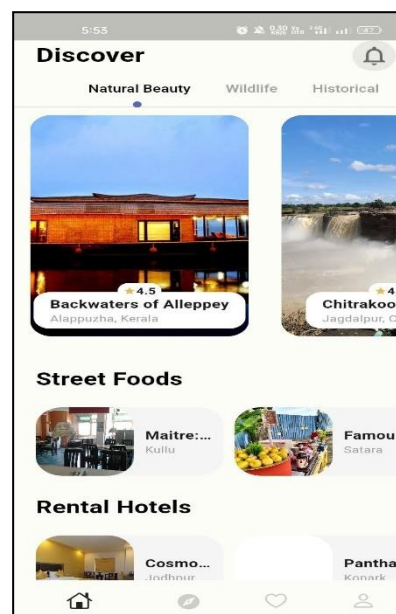 5:53
Discover
Natural Beauty Wildlife Historical
4.5
Backwaters of Alleppey
Alappuzha, Kerala
4
Chitrakoo
Jagdalpur, C
Street Foods
Maitre:...
Kullu
Famou
Satara
Rental Hotels
Cosmo...
Jodhpur
Pantha
Konark